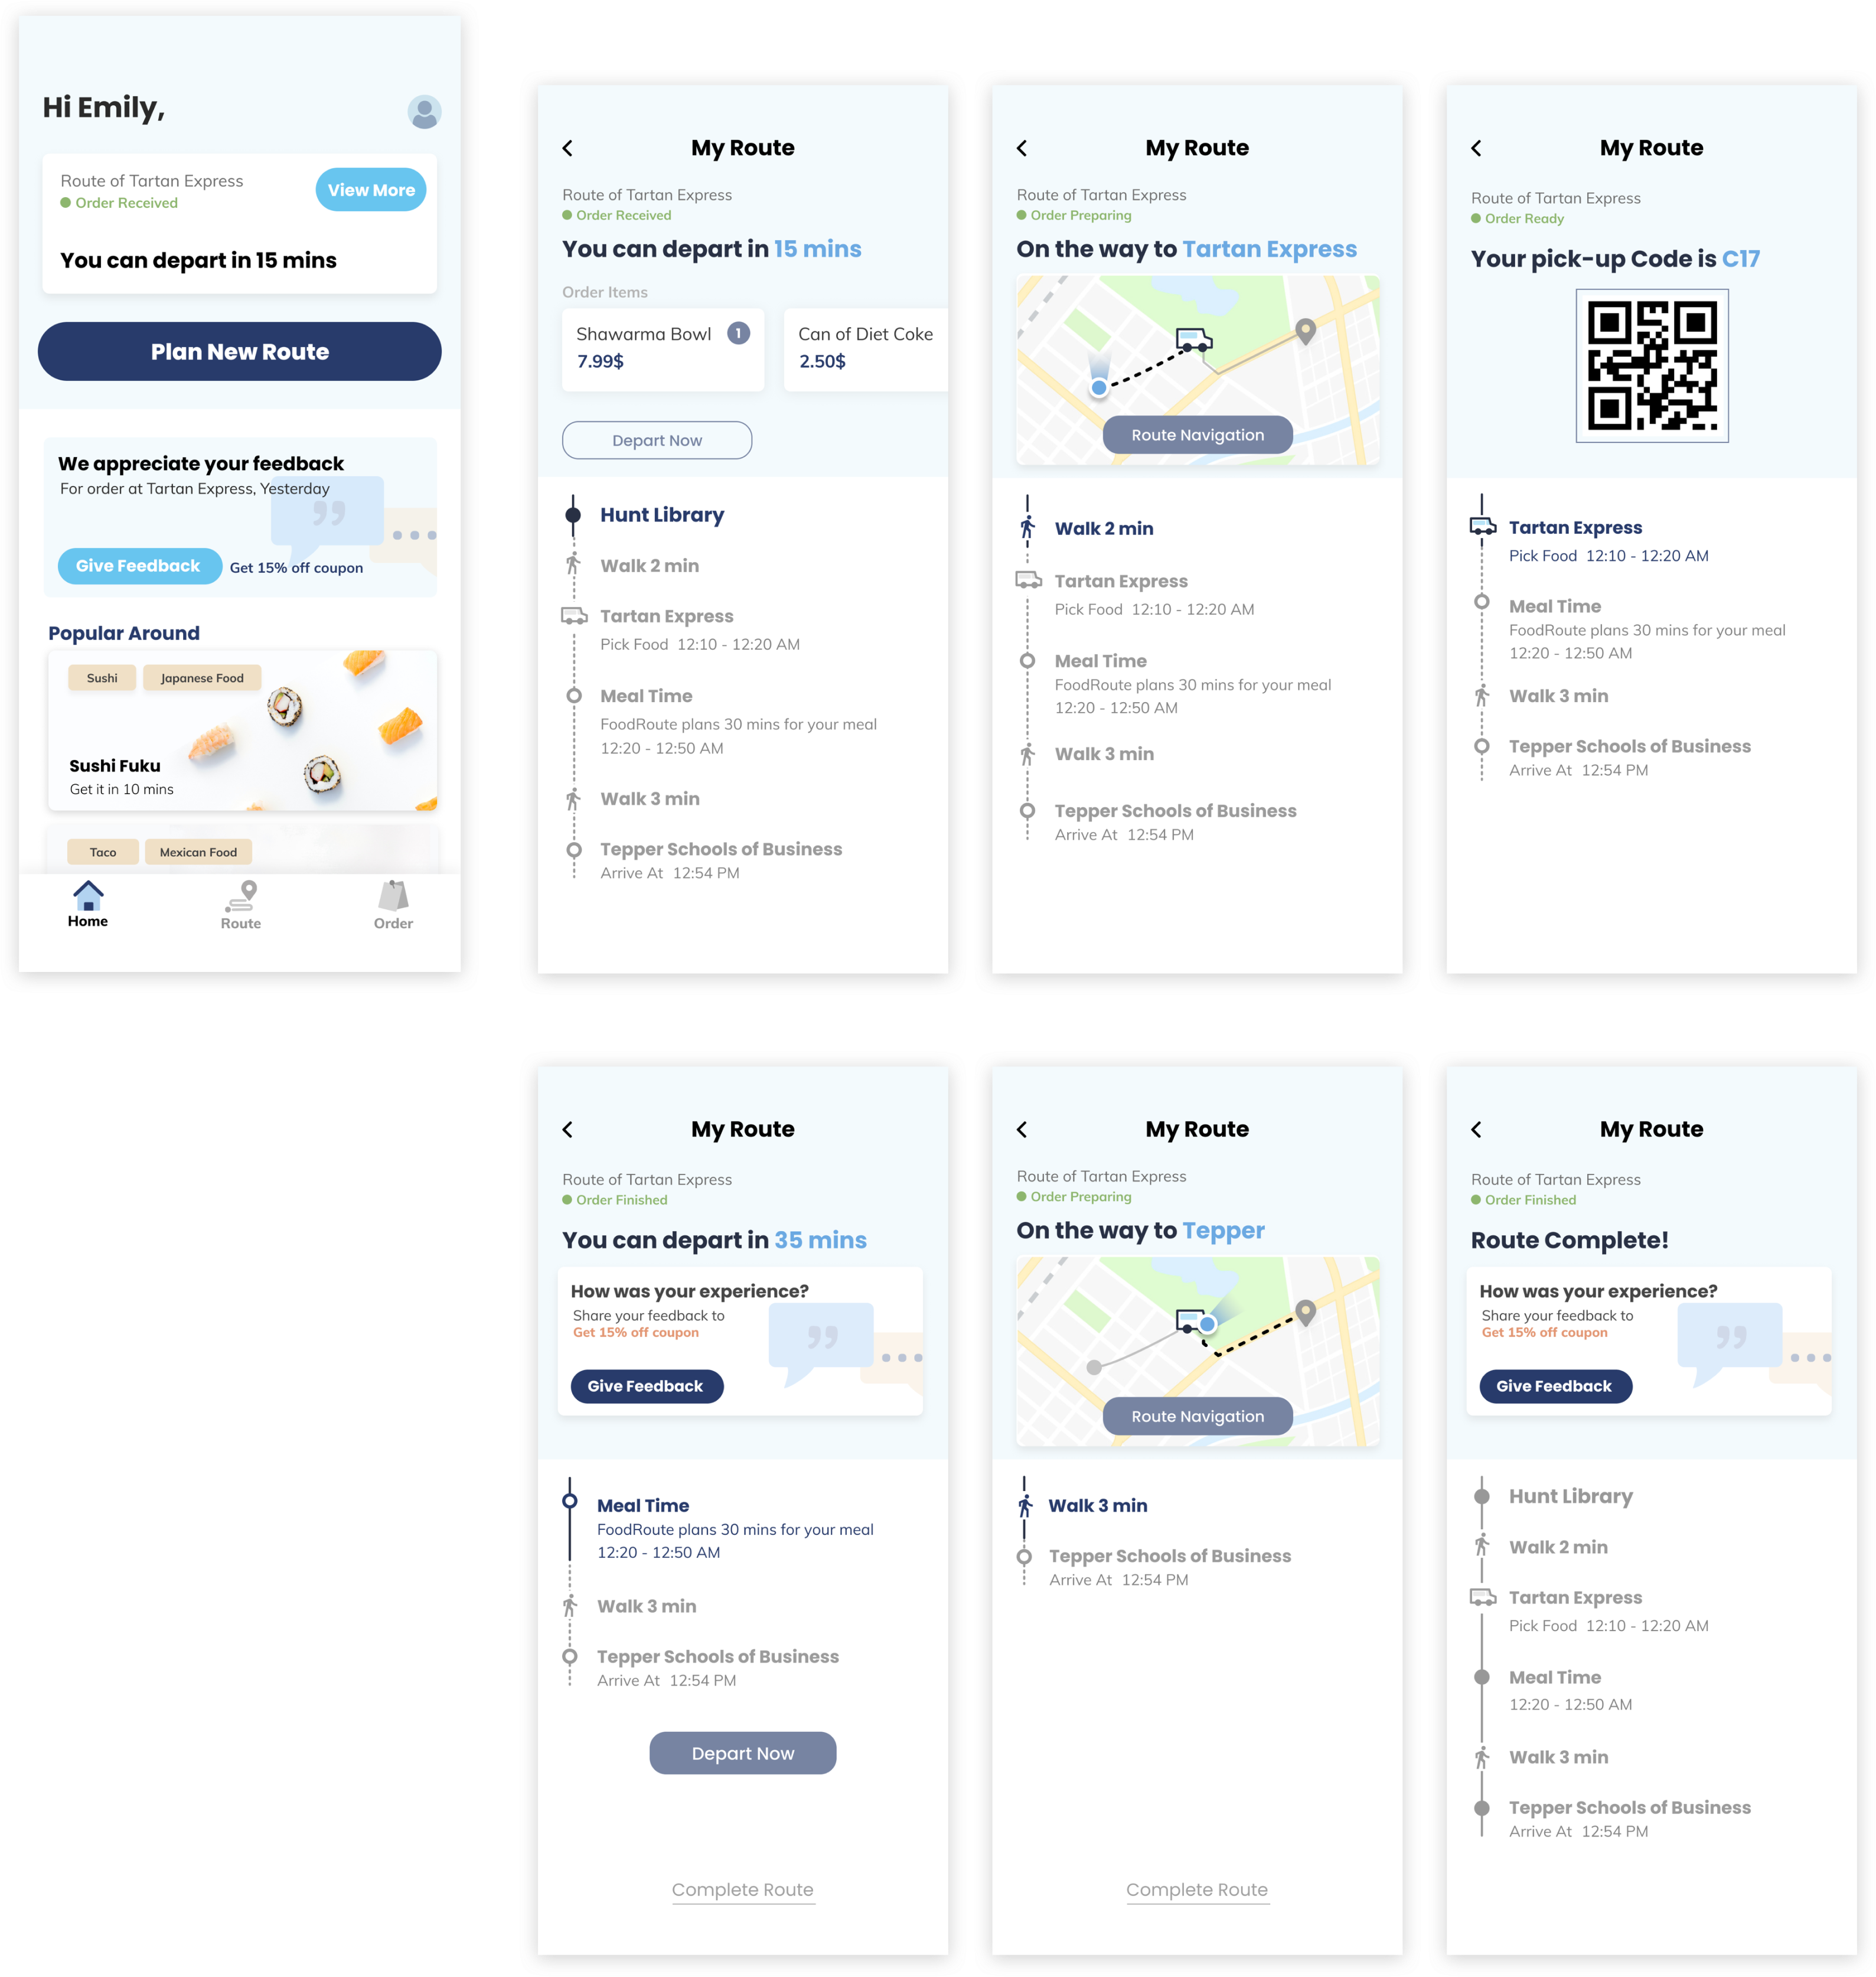 Hi Emily,
Route of Tartan Express
Order Received
View More
You can depart in 15 mins
Plan New Route
We appreciate your feedback
For order at Tartan Express, Yesterday
Give Feedback
Get 15% off coupon
Popular Around
Sushi
Japanese Food
Sushi Fuku
Get it in 10 mins
Taco
Mexican Food
Home
Route
Order
My Route
Route of Tartan Express
Order Received
You can depart in 15 mins
Order Items
Shawarma Bowl 1
7.99$
Can of Diet Coke
2.50$
Depart Now
Hunt Library
Walk 2 min
Tartan Express
Pick Food 12:10 - 12:20 AM
Meal Time
FoodRoute plans 30 mins for your meal
12:20 - 12:50 AM
Walk 3 min
Tepper Schools of Business
Arrive At 12:54 PM
My Route
Route of Tartan Express
Order Preparing
On the way to Tartan Express
Route Navigation
Walk 2 min
Tartan Express
Pick Food 12:10 - 12:20 AM
Meal Time
FoodRoute plans 30 mins for your meal
12:20 - 12:50 AM
Walk 3 min
Tepper Schools of Business
Arrive At 12:54 PM
My Route
Route of Tartan Express
Order Ready
Your pick-up Code is C17
Tartan Express
Pick Food 12:10 - 12:20 AM
Meal Time
FoodRoute plans 30 mins for your meal
12:20 - 12:50 AM
Walk 3 min
Tepper Schools of Business
Arrive At 12:54 PM
My Route
Route of Tartan Express
Order Finished
You can depart in 35 mins
How was your experience?
Share your feedback to
Get 15% off coupon
Give Feedback
Meal Time
FoodRoute plans 30 mins for your meal
12:20 - 12:50 AM
Walk 3 min
Tepper Schools of Business
Arrive At 12:54 PM
Depart Now
Complete Route
My Route
Route of Tartan Express
Order Preparing
On the way to Tepper
Route Navigation
Walk 3 min
Tepper Schools of Business
Arrive At 12:54 PM
Complete Route
My Route
Route of Tartan Express
Order Finished
Route Complete!
How was your experience?
Share your feedback to
Get 15% off coupon
Give Feedback
Hunt Library
Walk 2 min
Tartan Express
Pick Food 12:10 - 12:20 AM
Meal Time
12:20 - 12:50 AM
Walk 3 min
Tepper Schools of Business
Arrive At 12:54 PM